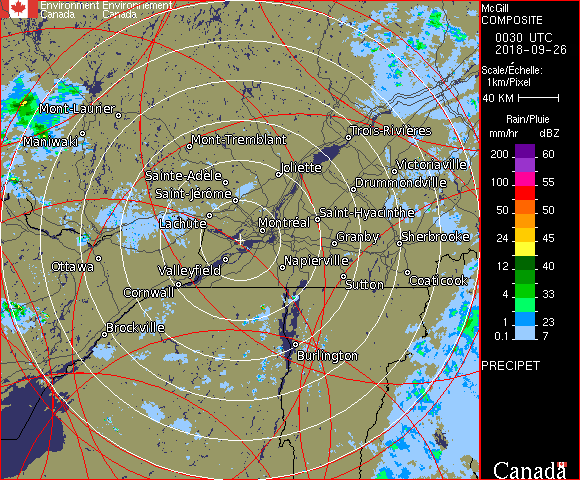 Environment Environnement
Canada Canada
McGill
COMPOSITE
0030 UTC
2018-09-26
Scale/Échelle:
1km/Pixel
40 KM
Rain/Pluie
mm/hr dBZ
200 60
100 55
50 50
24 45
12 40
4 33
1 23
0.1 7
PRECIPET
Canada
Mont-Laurier
Maniwaki
Mont-Tremblant
Trois-Rivières
Joliette
Victoriaville
Sainte-Adèle
Drummondville
Saint-Jérôme
Lachute
Saint-Hyacinthe
Montréal
Granby
Sherbrooke
Ottawa
Valleyfield
Napierville
Cornwall
Sutton
Coaticook
Brockville
Burlington